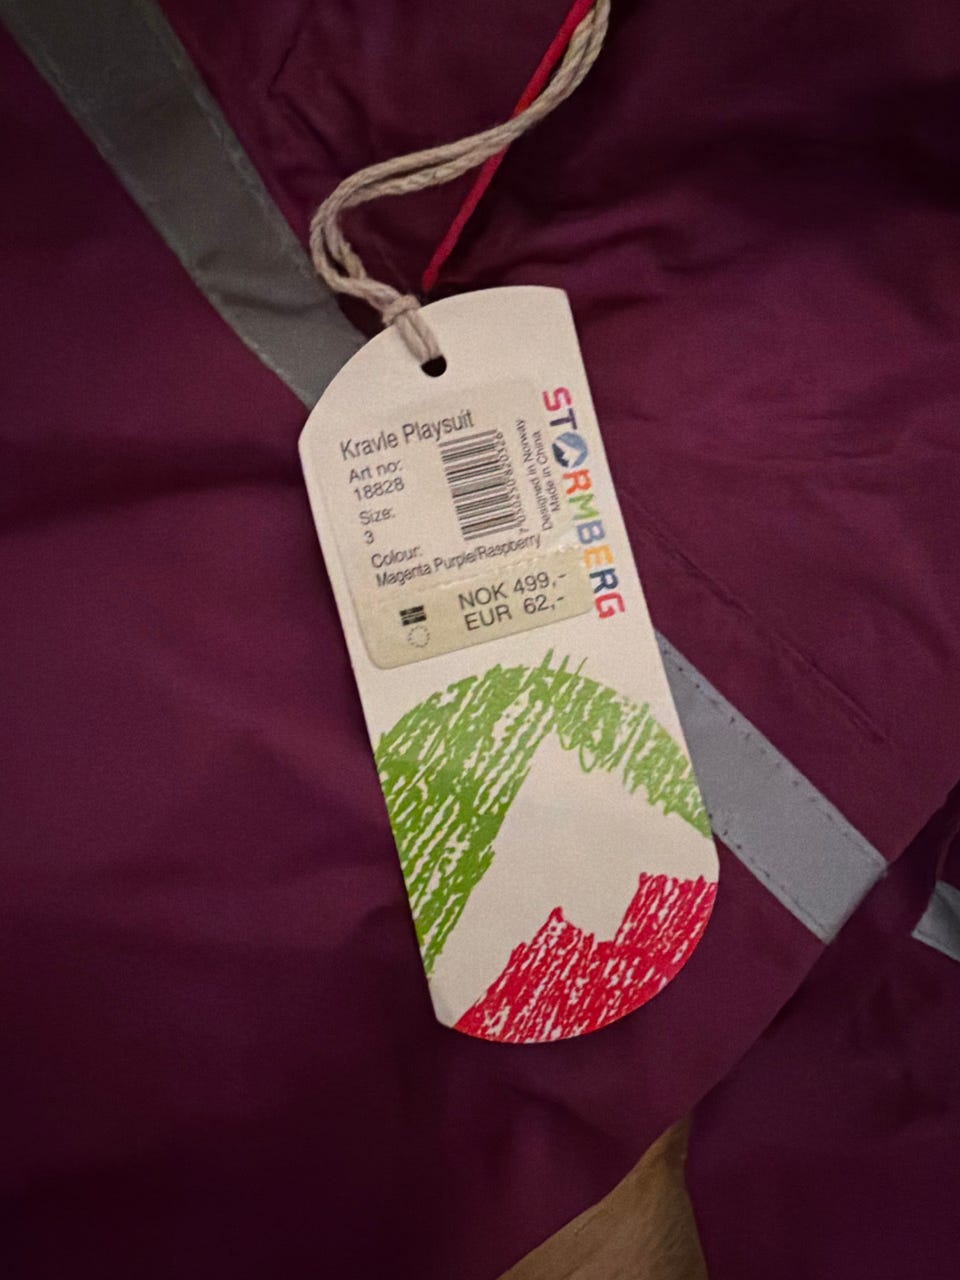 Kravle Playsuit
Art no:
18828
Size:
3
Colour:
Magenta Purple/Raspberry
NOK 499,-
EUR 62,-
Designed in Norway
Made in China
STORMBERG